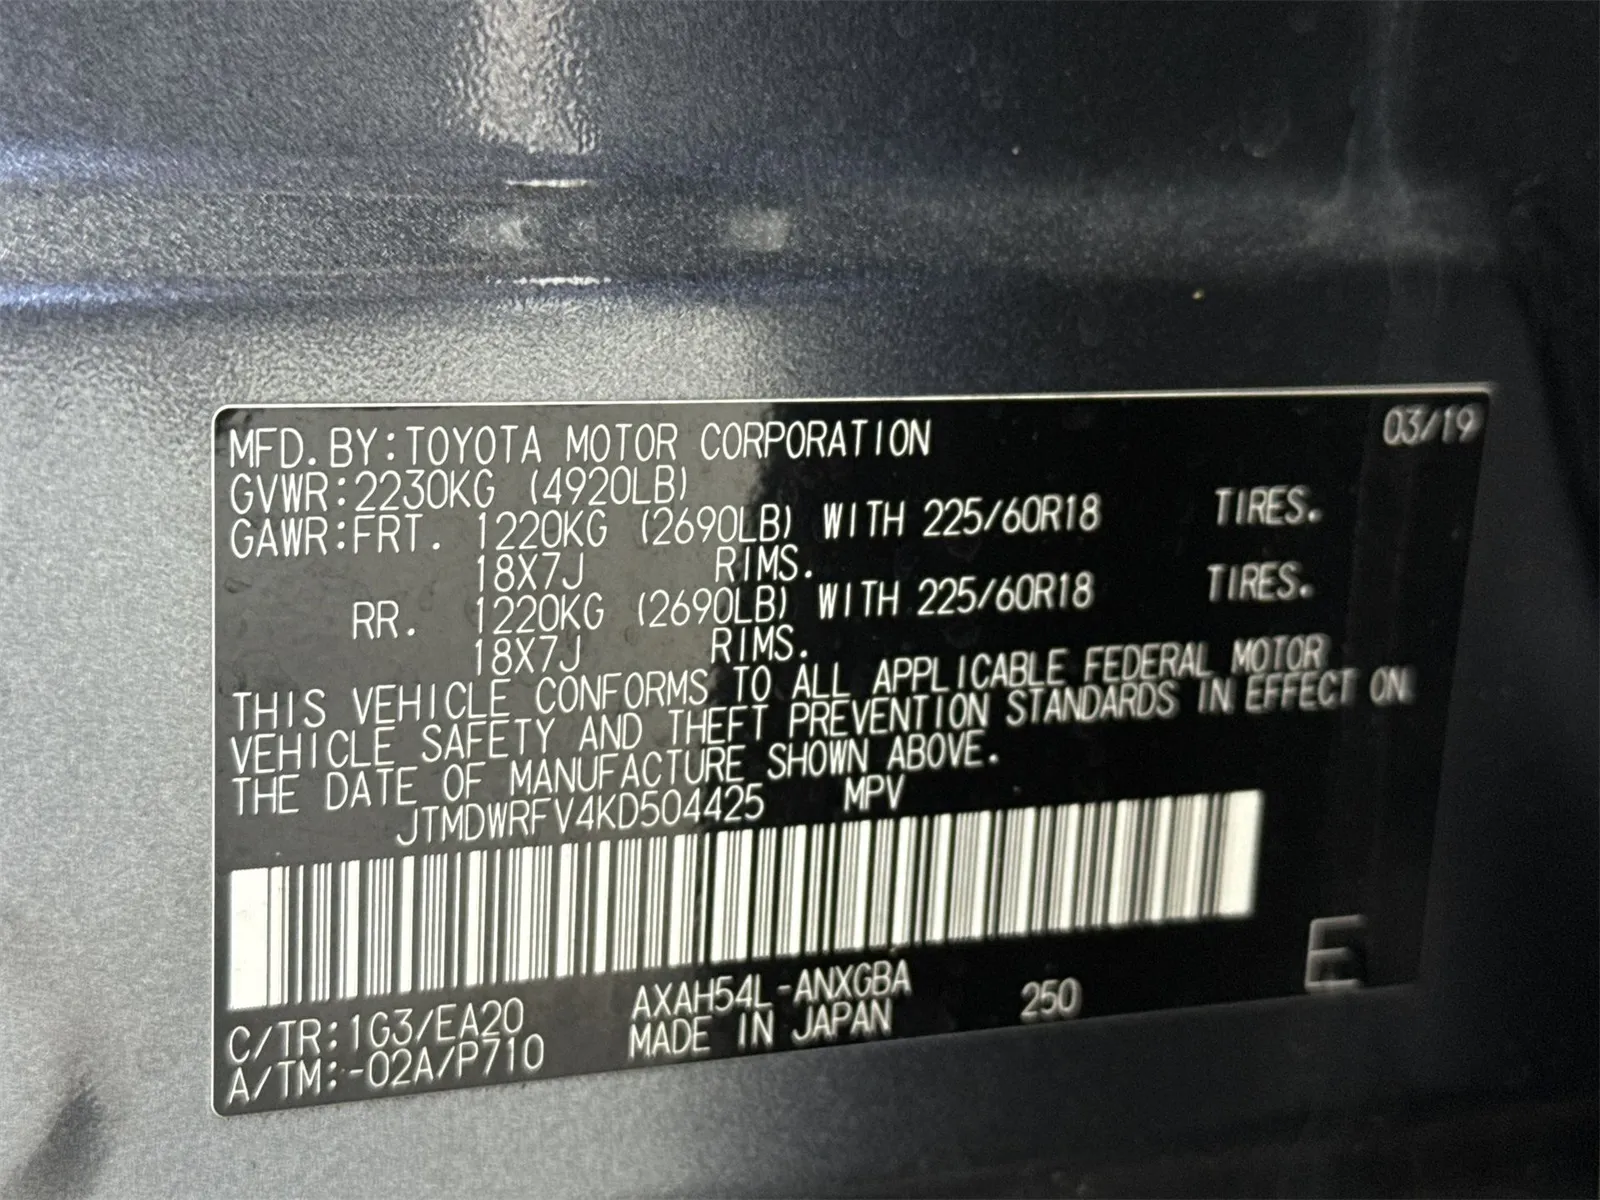 03/19
MFD.BY:TOYOTA MOTOR CORPORATION
GVWR:2230KG (4920LB)
GAWR:FRT. 1220KG (2690LB) WITH 225/60R18 TIRES.
18X7J RIMS.
RR. 1220KG (2690LB) WITH 225/60R18 TIRES.
18X7J RIMS.
THIS VEHICLE CONFORMS TO ALL APPLICABLE FEDERAL MOTOR
VEHICLE SAFETY AND THEFT PREVENTION STANDARDS IN EFFECT ON
THE DATE OF MANUFACTURE SHOWN ABOVE.
JTMDWRFV4KD504425 MPV
C/TR:1G3/EA20 AXAH54L-ANXGBA 250 E
A/TM:-02A/P710 MADE IN JAPAN